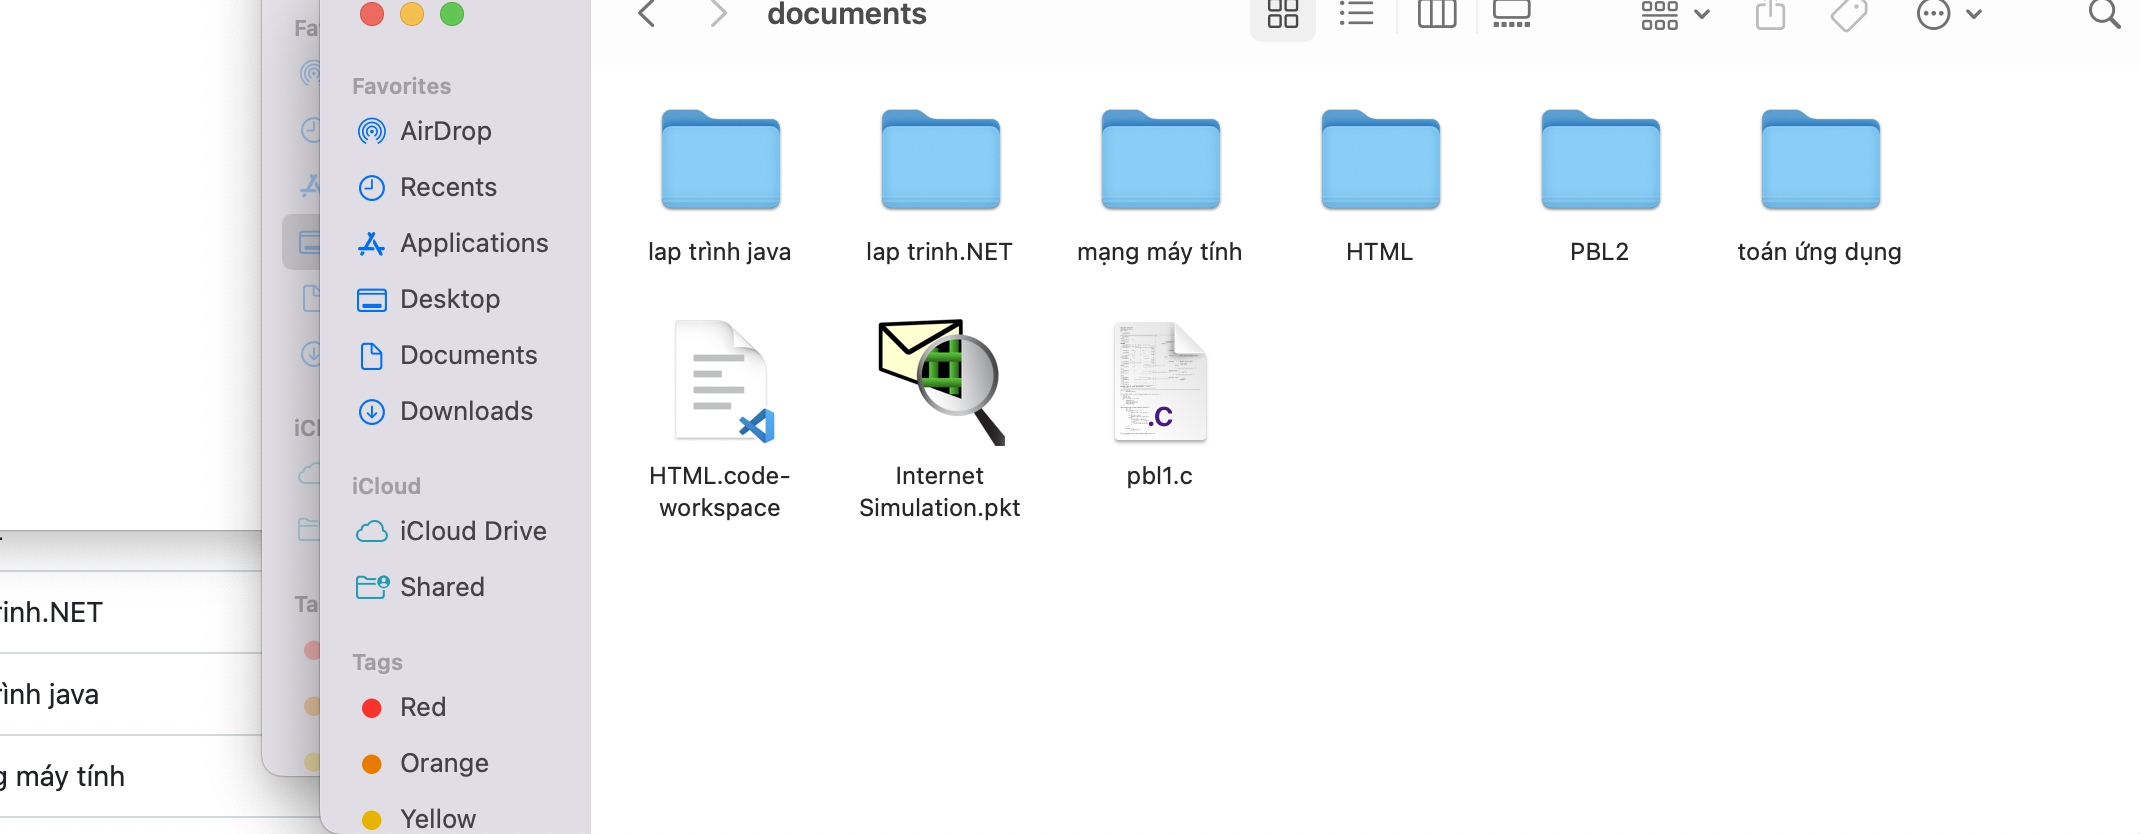 documents
Favorites
AirDrop
Recents
Applications
Desktop
Documents
Downloads
iCloud
iCloud Drive
Shared
Tags
Red
Orange
Yellow
lap trình java
lap trinh.NET
mạng máy tính
HTML
PBL2
toán ứng dụng
HTML.code-
workspace
Internet
Simulation.pkt
.C
pbl1.c
Fa
iCl
Ta
rinh.NET
rình java
g máy tính